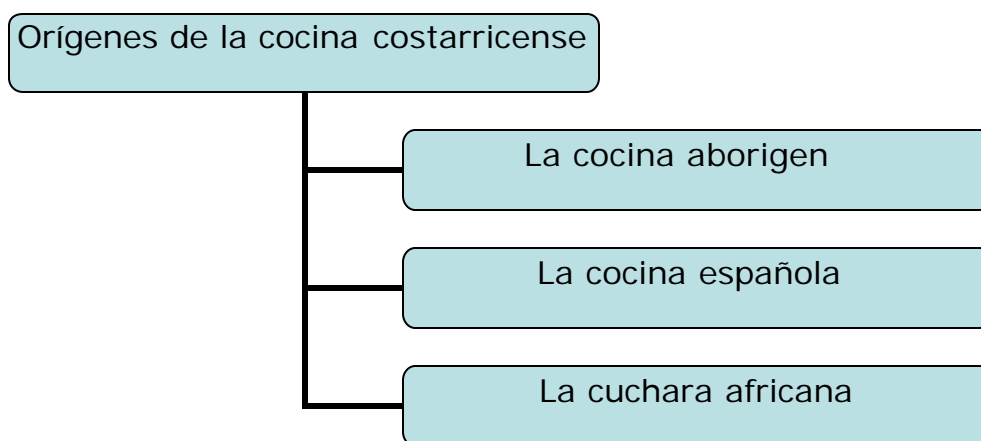 Orígenes de la cocina costarricense
La cocina aborigen
La cocina española
La cuchara africana